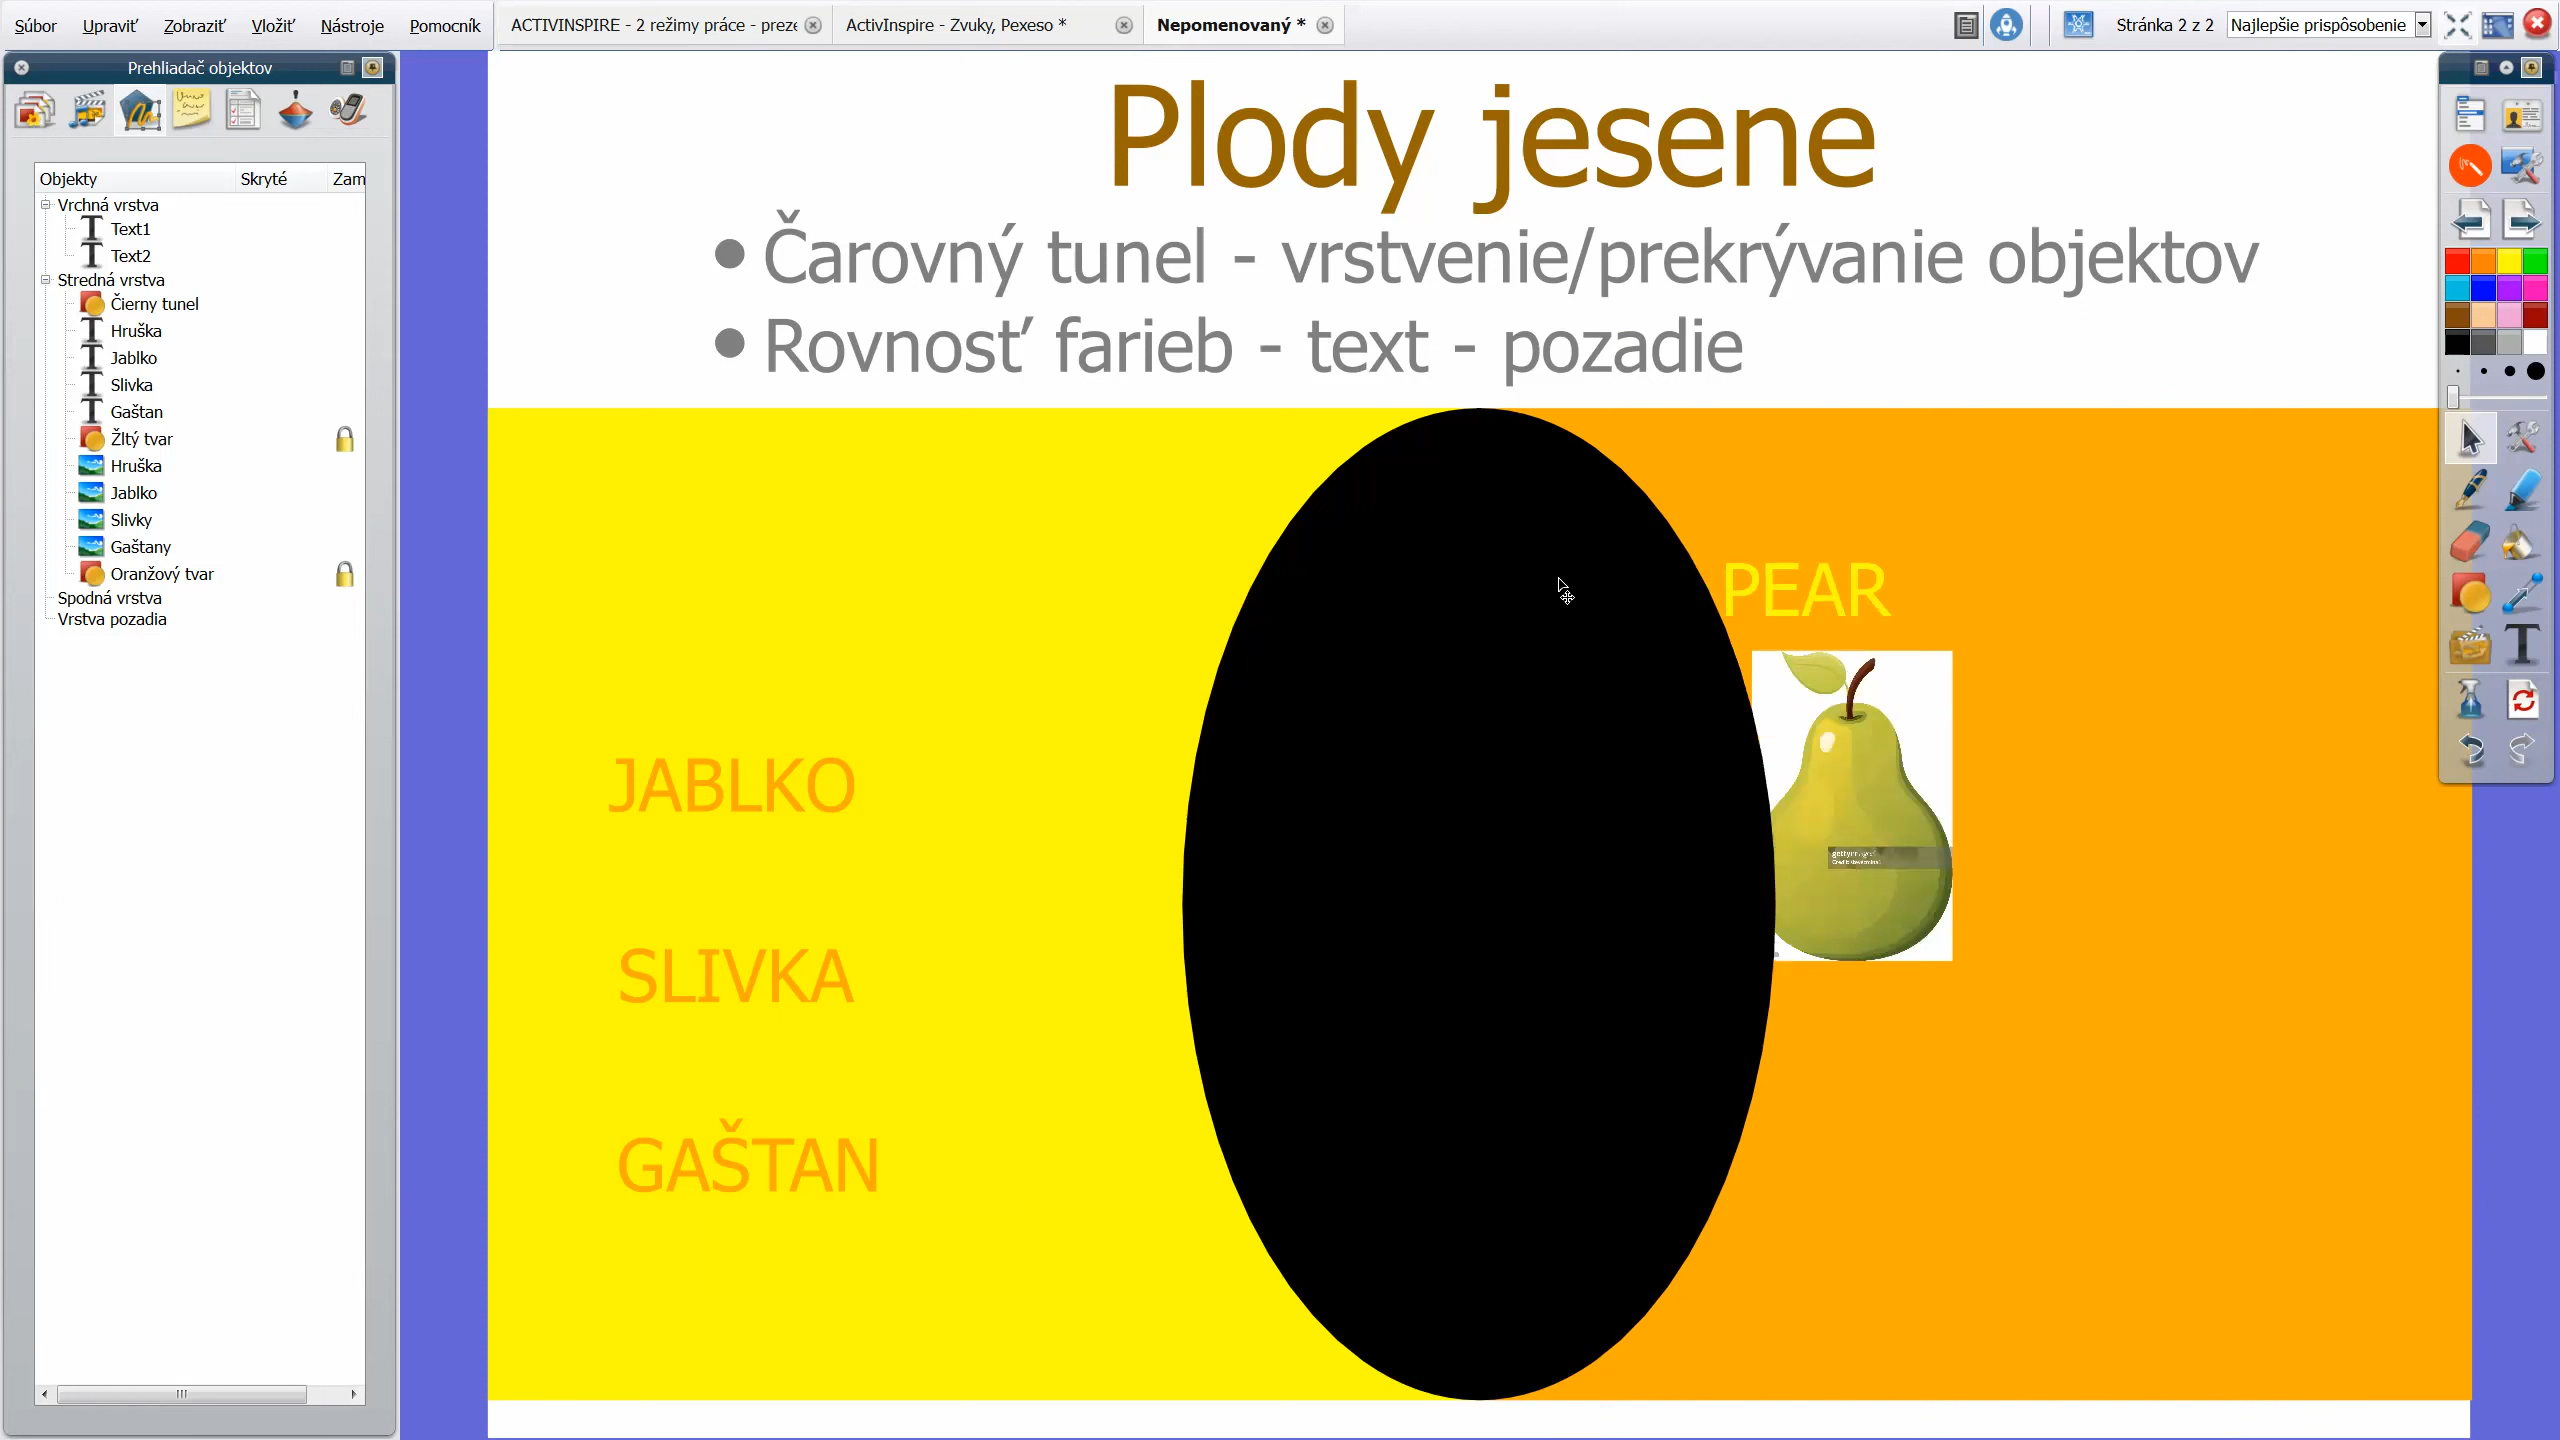 Súbor Upraviť Zobraziť Vložiť Nástroje Pomocník
ACTIVINSPIRE - 2 režimy práce - preze
ActivInspire - Zvuky, Pexeso *
Nepomenovaný *
Stránka 2 z 2
Najlepšie prispôsobenie
Prehliadač objektov
Objekty Skryté Zam
Vrchná vrstva
Text1
Text2
Stredná vrstva
Čierny tunel
Hruška
Jablko
Slivka
Gaštan
Žltý tvar
Hruška
Jablko
Slivky
Gaštany
Oranžový tvar
Spodná vrstva
Vrstva pozadia
Plody jesene
• Čarovný tunel - vrstvenie/prekrývanie objektov
• Rovnosť farieb - text - pozadie
PEAR
JABLKO
SLIVKA
GAŠTAN